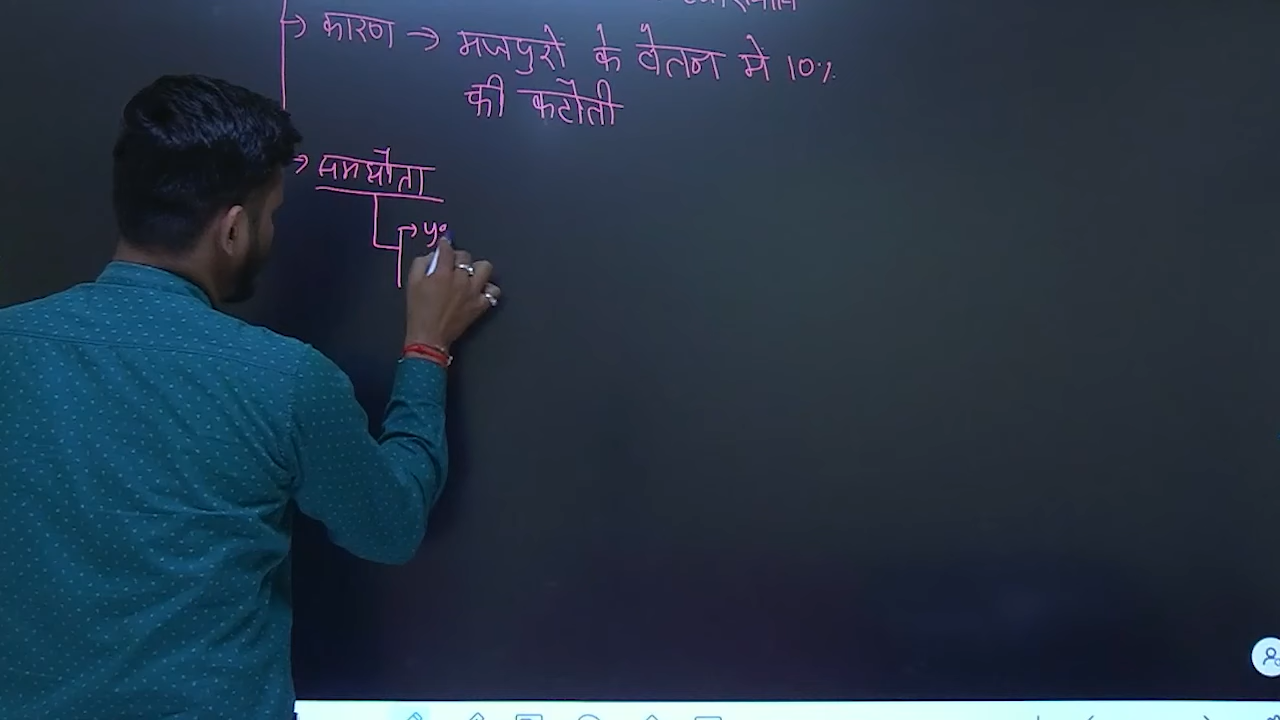 → कारण → मजदुरो के वेतन मे 10%
की कटौती
→ समझौता
→